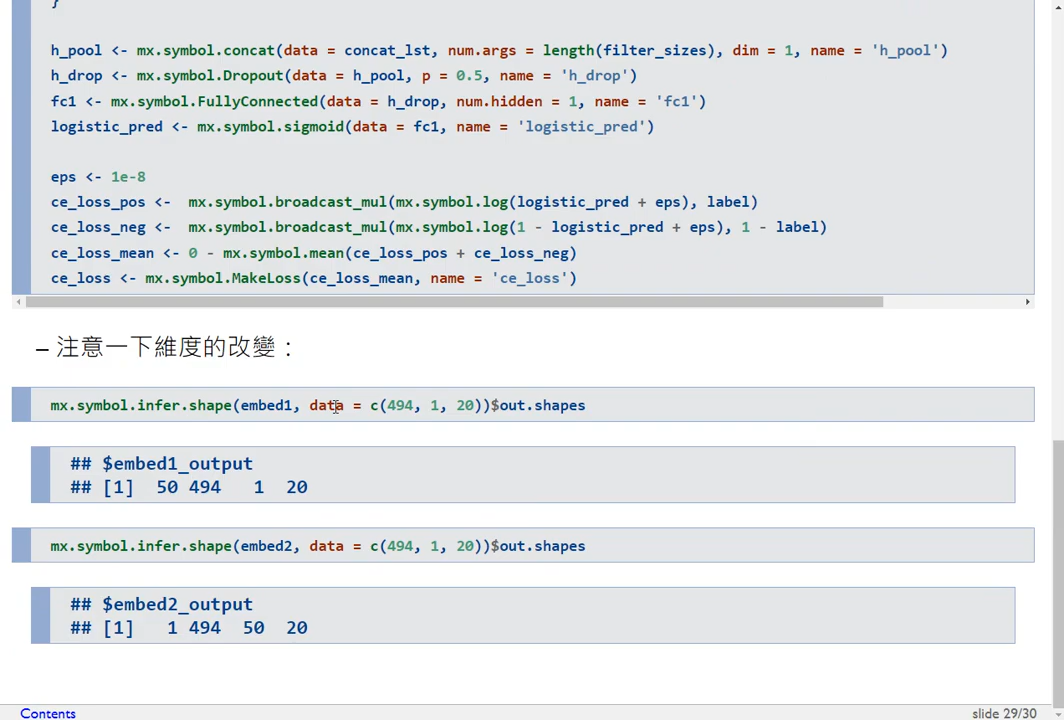 }
h_pool <- mx.symbol.concat(data = concat_lst, num.args = length(filter_sizes), dim = 1, name = 'h_pool')
h_drop <- mx.symbol.Dropout(data = h_pool, p = 0.5, name = 'h_drop')
fc1 <- mx.symbol.FullyConnected(data = h_drop, num.hidden = 1, name = 'fc1')
logistic_pred <- mx.symbol.sigmoid(data = fc1, name = 'logistic_pred')
eps <- 1e-8
ce_loss_pos <-  mx.symbol.broadcast_mul(mx.symbol.log(logistic_pred + eps), label)
ce_loss_neg <-  mx.symbol.broadcast_mul(mx.symbol.log(1 - logistic_pred + eps), 1 - label)
ce_loss_mean <- 0 - mx.symbol.mean(ce_loss_pos + ce_loss_neg)
ce_loss <- mx.symbol.MakeLoss(ce_loss_mean, name = 'ce_loss')
– 注意一下維度的改變：
mx.symbol.infer.shape(embed1, data = c(494, 1, 20))$out.shapes
## $embed1_output
## [1]  50 494   1  20
mx.symbol.infer.shape(embed2, data = c(494, 1, 20))$out.shapes
## $embed2_output
## [1]   1 494  50  20
Contents
slide 29/30